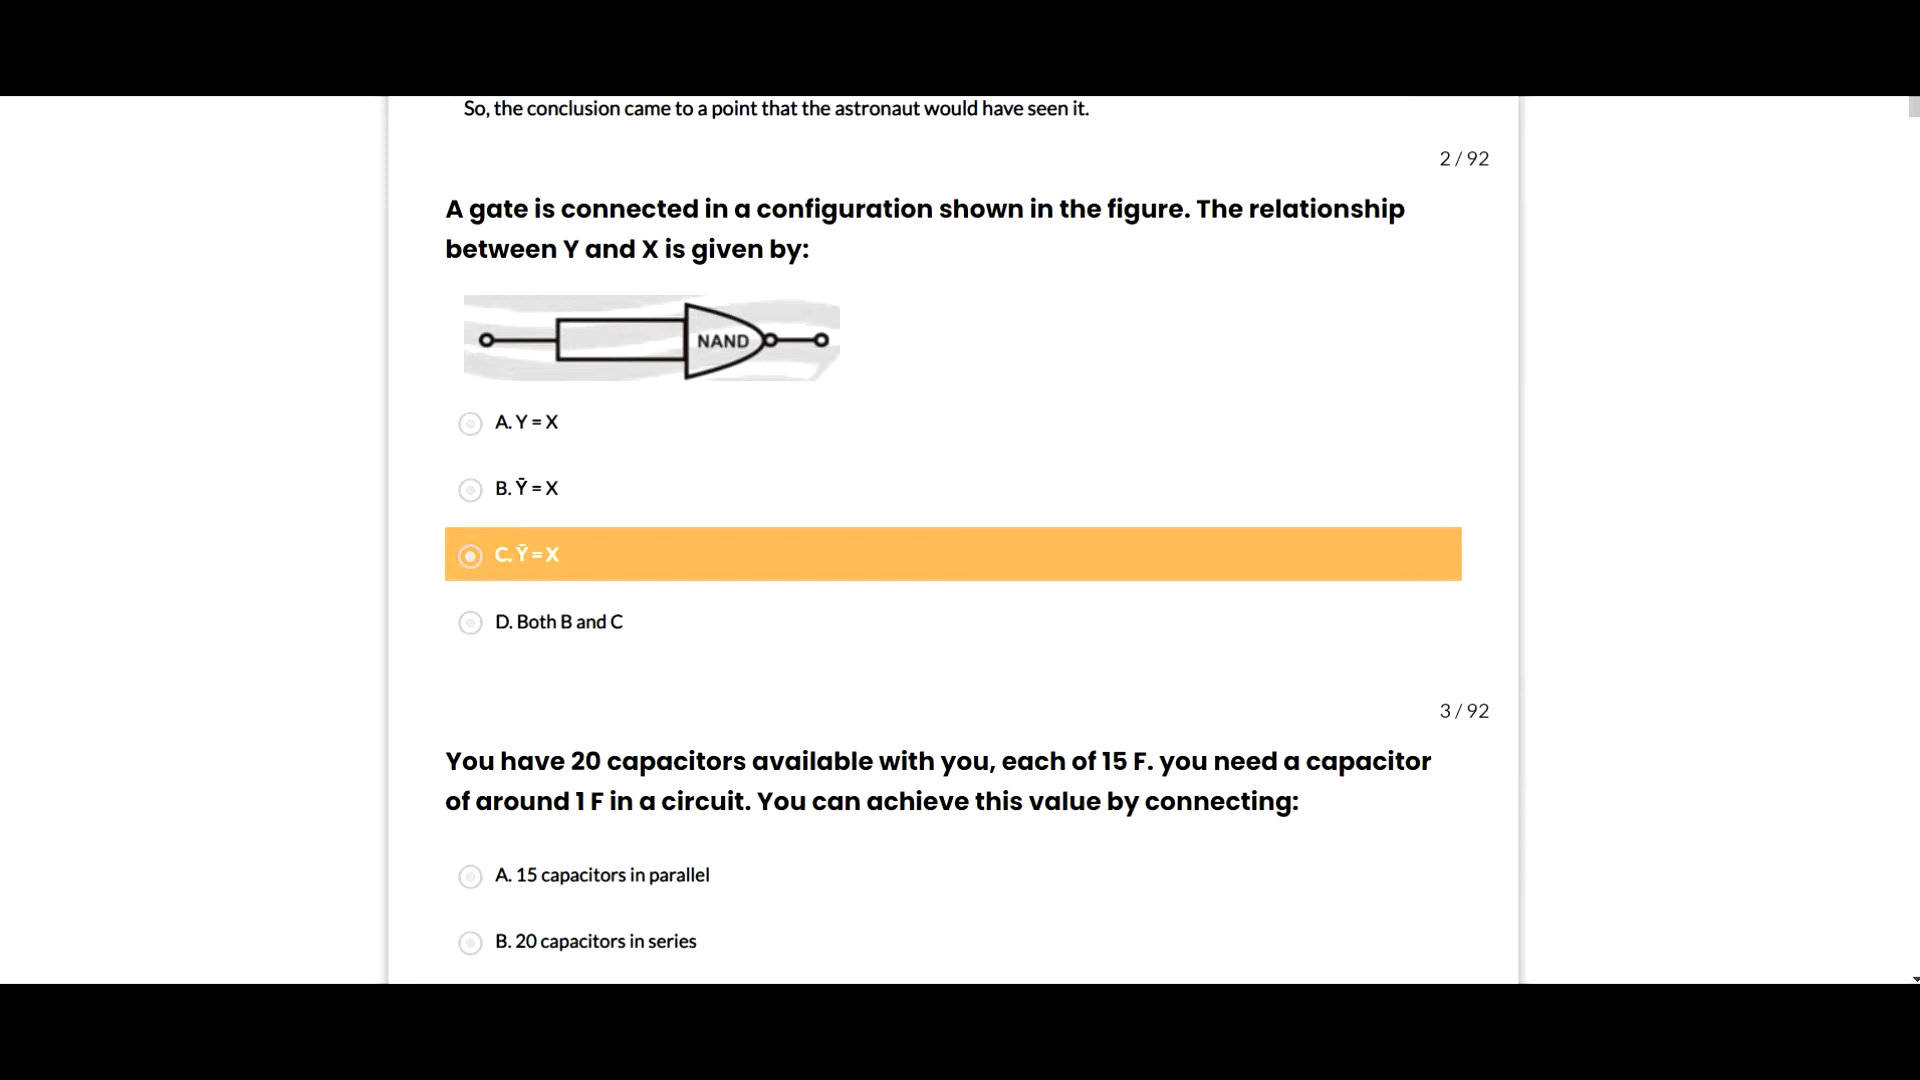 So, the conclusion came to a point that the astronaut would have seen it.
2 / 92
A gate is connected in a configuration shown in the figure. The relationship
between Y and X is given by:
NAND
A. Y = X
B. Ȳ = X
C. Ȳ = X
D. Both B and C
3 / 92
You have 20 capacitors available with you, each of 15 F. you need a capacitor
of around 1 F in a circuit. You can achieve this value by connecting:
A. 15 capacitors in parallel
B. 20 capacitors in series